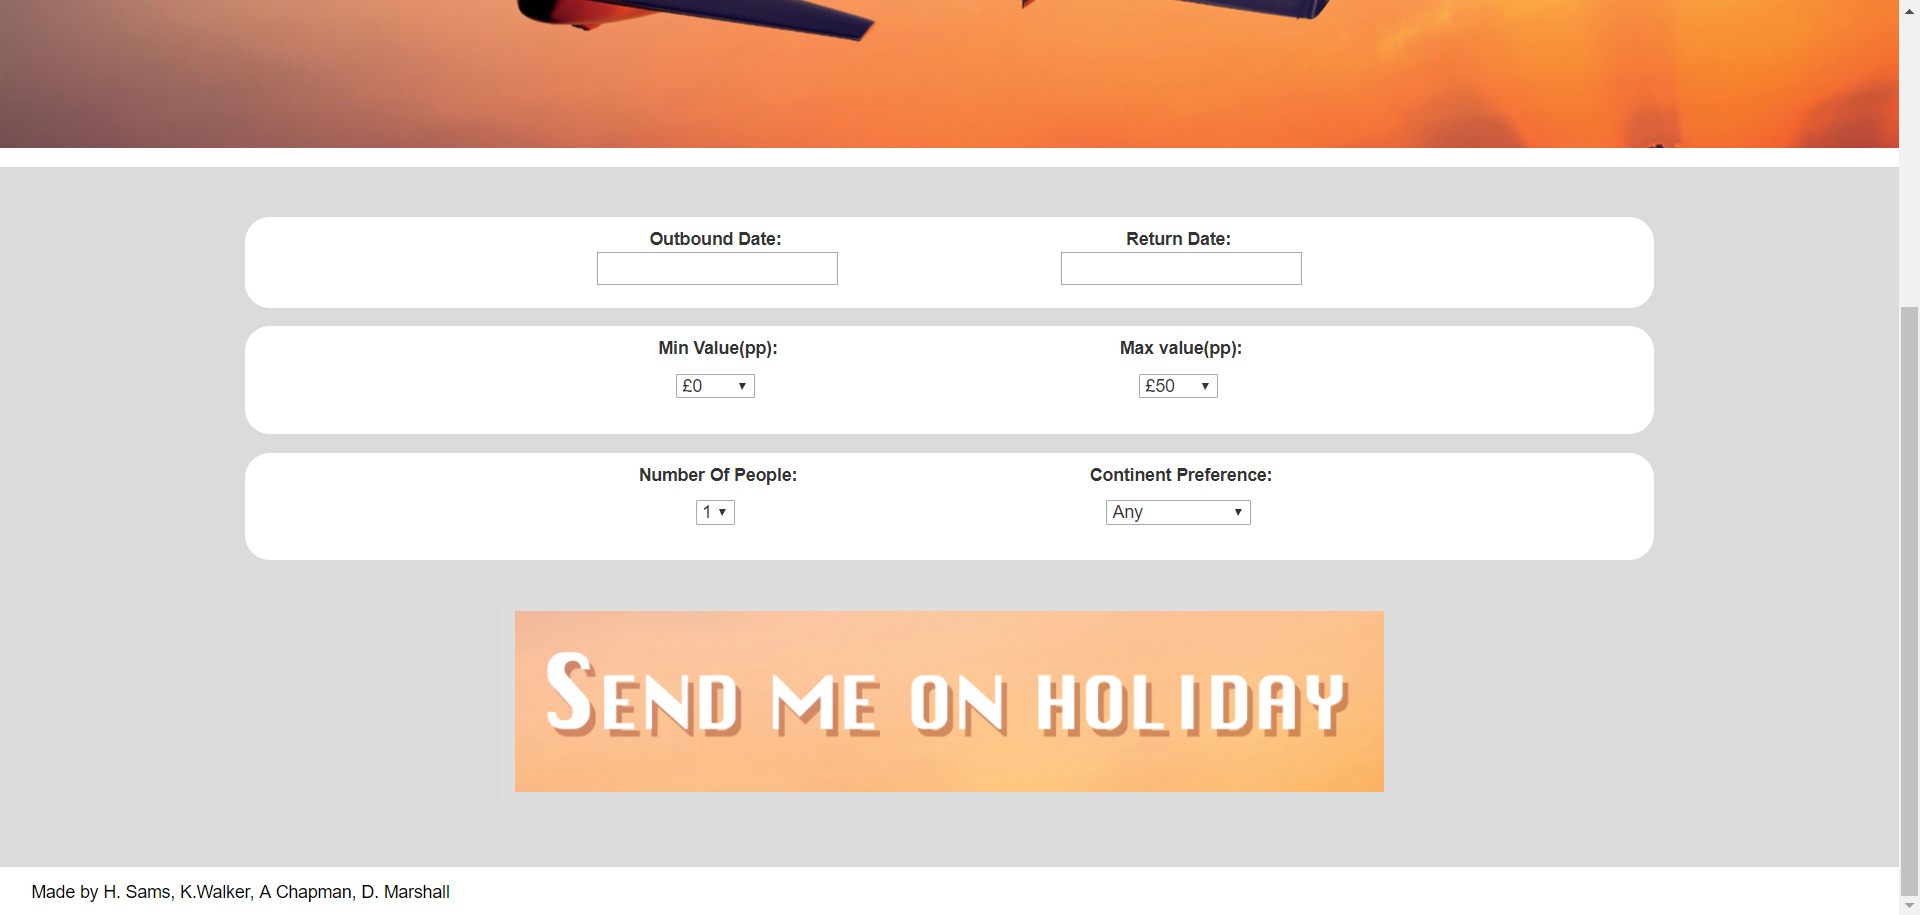 Outbound Date: Return Date:
Min Value(pp): Max value(pp):
£0 £50
Number Of People: Continent Preference:
1 Any
SEND ME ON HOLIDAY
Made by H. Sams, K.Walker, A Chapman, D. Marshall